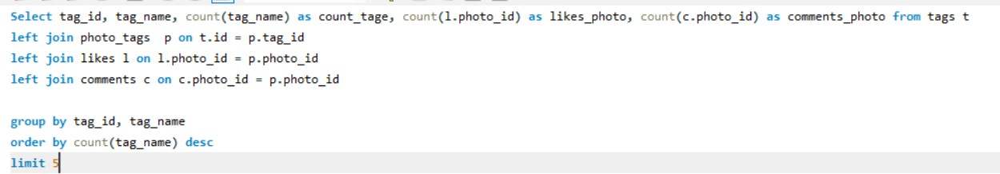 Select tag_id, tag_name, count(tag_name) as count_tage, count(l.photo_id) as likes_photo, count(c.photo_id) as comments_photo from tags t
left join photo_tags  p on t.id = p.tag_id
left join likes l on l.photo_id = p.photo_id
left join comments c on c.photo_id = p.photo_id
group by tag_id, tag_name
order by count(tag_name) desc
limit 5